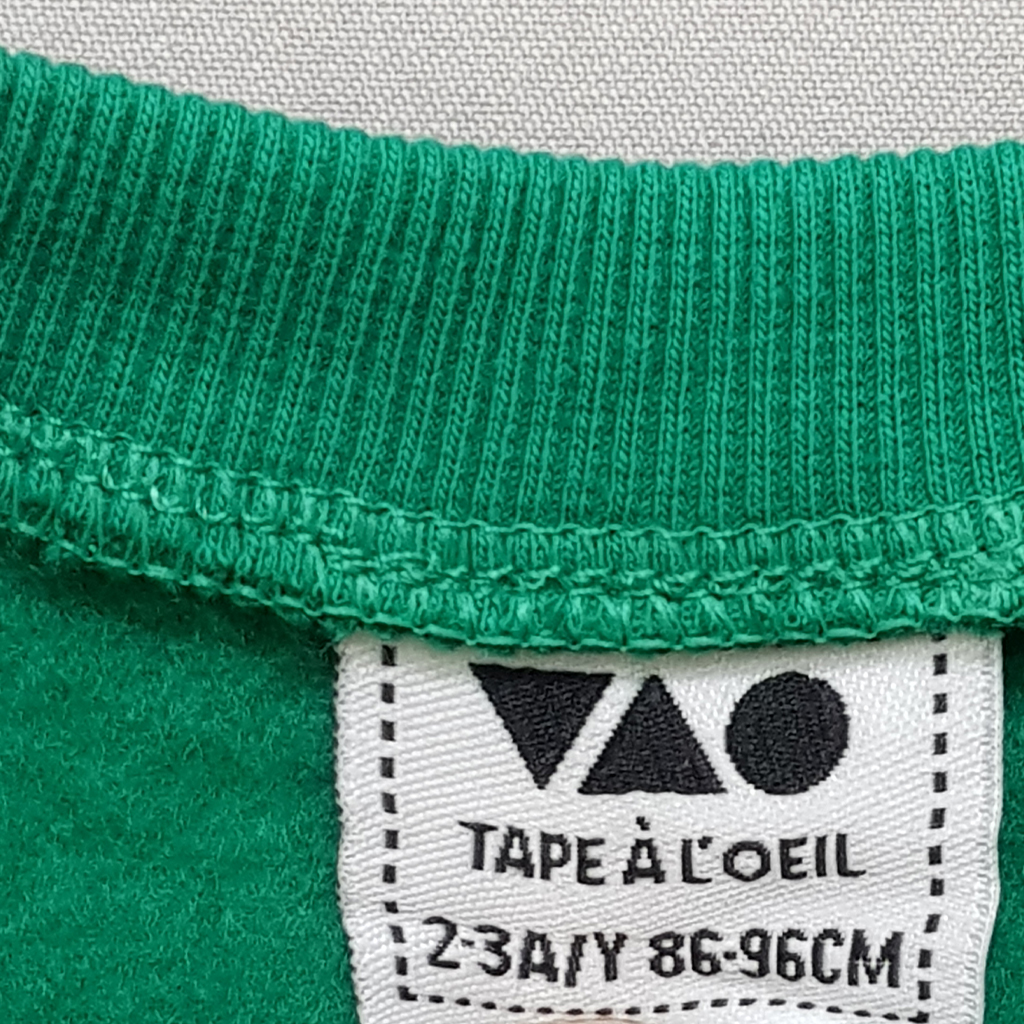 TAPE À L'OEIL
2-3A/Y 86-96CM